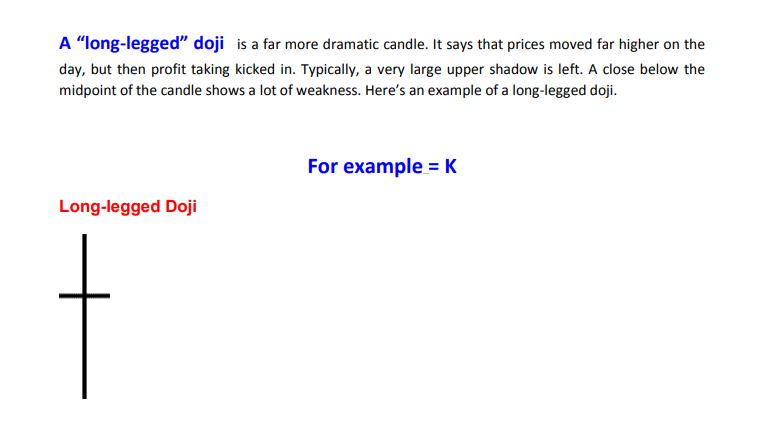 A “long-legged” doji is a far more dramatic candle. It says that prices moved far higher on the
day, but then profit taking kicked in. Typically, a very large upper shadow is left. A close below the
midpoint of the candle shows a lot of weakness. Here’s an example of a long-legged doji.
For example = K
Long-legged Doji